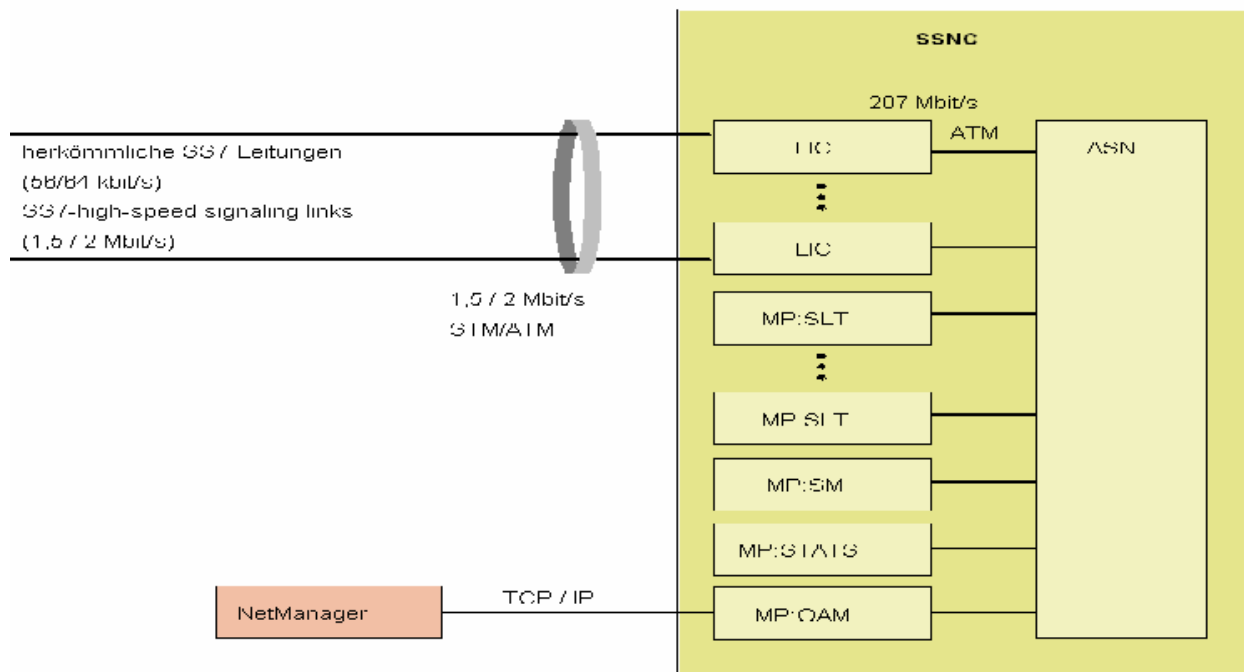 SSNC
207 Mbit/s
herkömmliche SS7 Leitungen
(56/64 kbit/s)
SS7-high-speed signaling links
(1,5 / 2 Mbit/s)
1,5 / 2 Mbit/s
STM/ATM
LIC
ATM
ASN
LIC
MP:SLT
MP:SLT
MP:SM
MP:STATS
NetManager
TCP / IP
MP:OAM